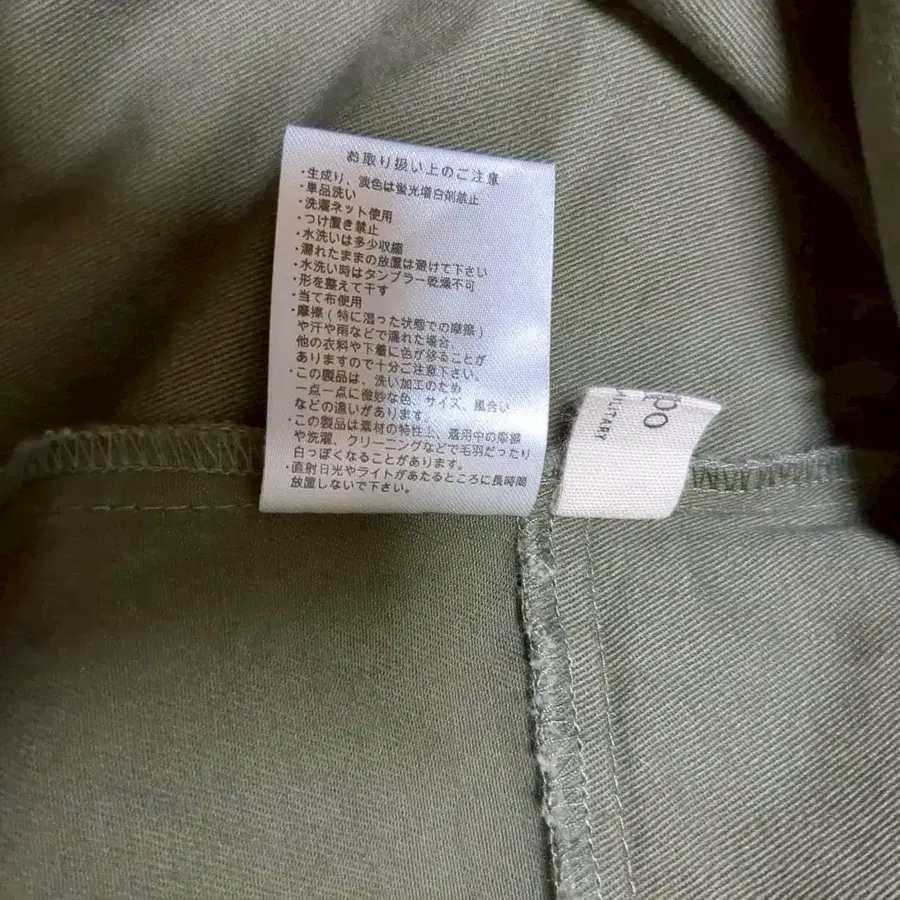 お取り扱い上のご注意
・生成り、淡色は蛍光増白剤禁止
・単品洗い
・洗濯ネット使用
・つけ置き禁止
・水洗いは多少収縮
・濡れたままの放置は避けて下さい
・水洗い時はタンブラー乾燥不可
・形を整えて干す
・当て布使用
・摩擦(特に湿った状態での摩擦)
や汗や雨などで濡れた場合、
他の衣料や下着に色が移ることが
ありますので十分ご注意下さい。
・この製品は、洗い加工のため
一点一点に微妙な色、サイズ、風合い
などの違いがあります。
・この製品は素材の特性上、着用中の摩擦
や洗濯、クリーニングなどで毛羽だったり
白っぽくなることがあります。
・直射日光やライトがあたるところに長時間
放置しないで下さい。
po
MILITARY